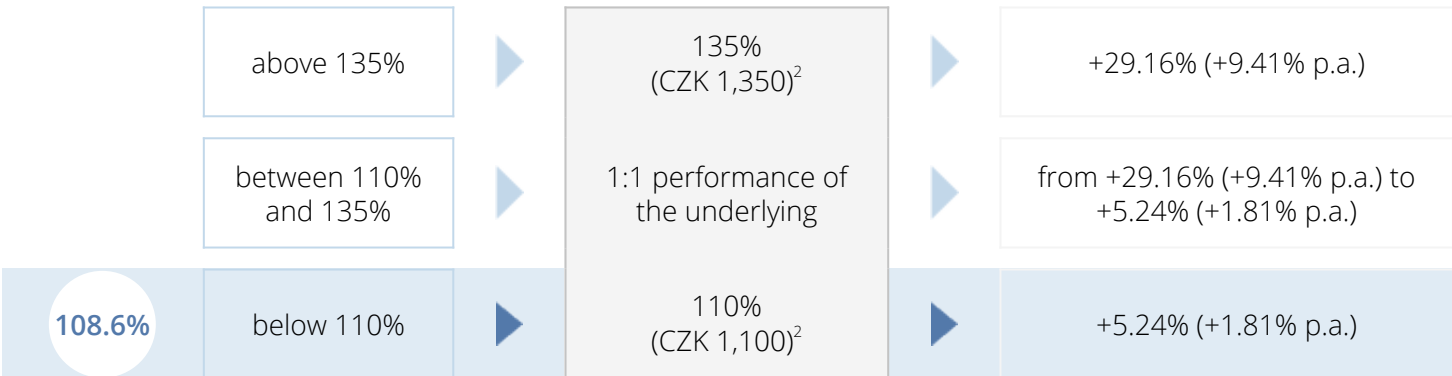 above 135%
135%
(CZK 1,350)²
+29.16% (+9.41% p.a.)
between 110%
and 135%
1:1 performance of
the underlying
from +29.16% (+9.41% p.a.) to
+5.24% (+1.81% p.a.)
108.6%
below 110%
110%
(CZK 1,100)²
+5.24% (+1.81% p.a.)